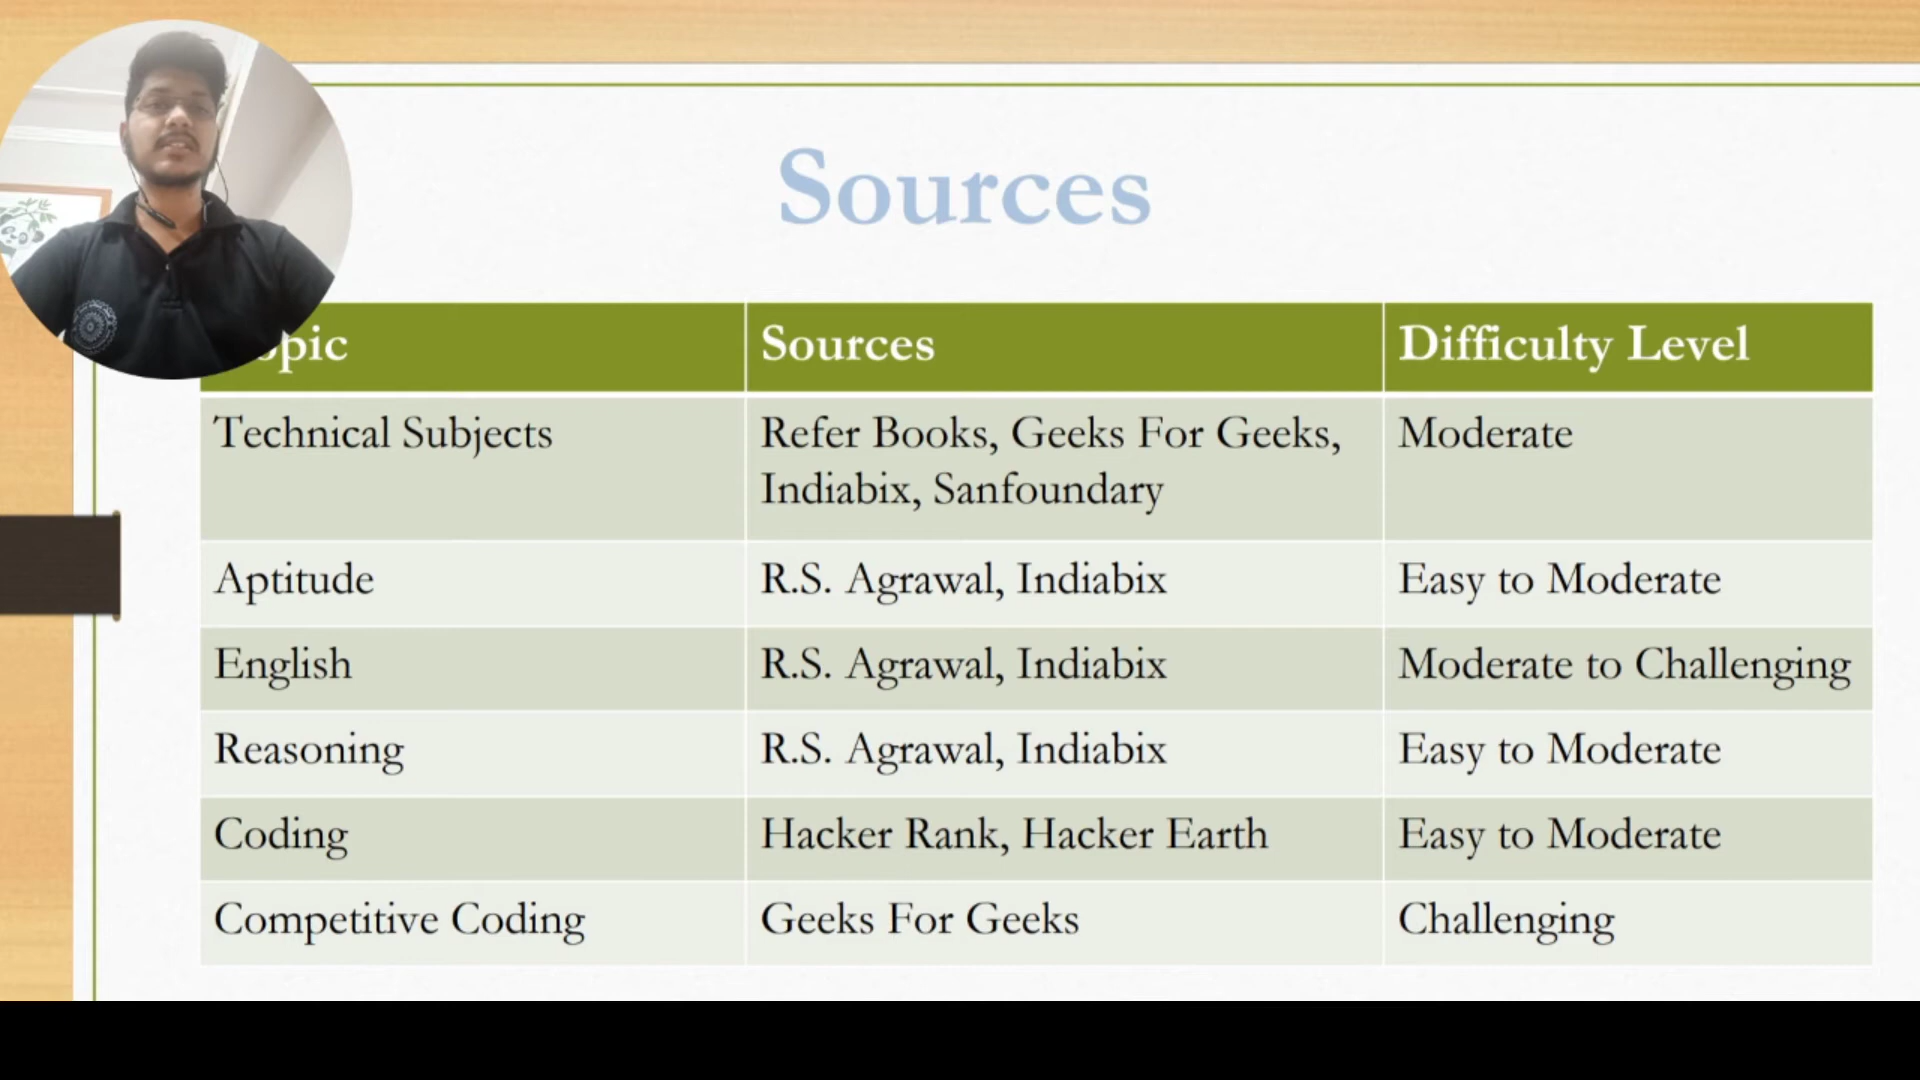 Sources
Sources Difficulty Level
Technical Subjects Refer Books, Geeks For Geeks, Moderate
Indiabix, Sanfoundary
Aptitude R.S. Agrawal, Indiabix Easy to Moderate
English R.S. Agrawal, Indiabix Moderate to Challenging
Reasoning R.S. Agrawal, Indiabix Easy to Moderate
Coding Hacker Rank, Hacker Earth Easy to Moderate
Competitive Coding Geeks For Geeks Challenging